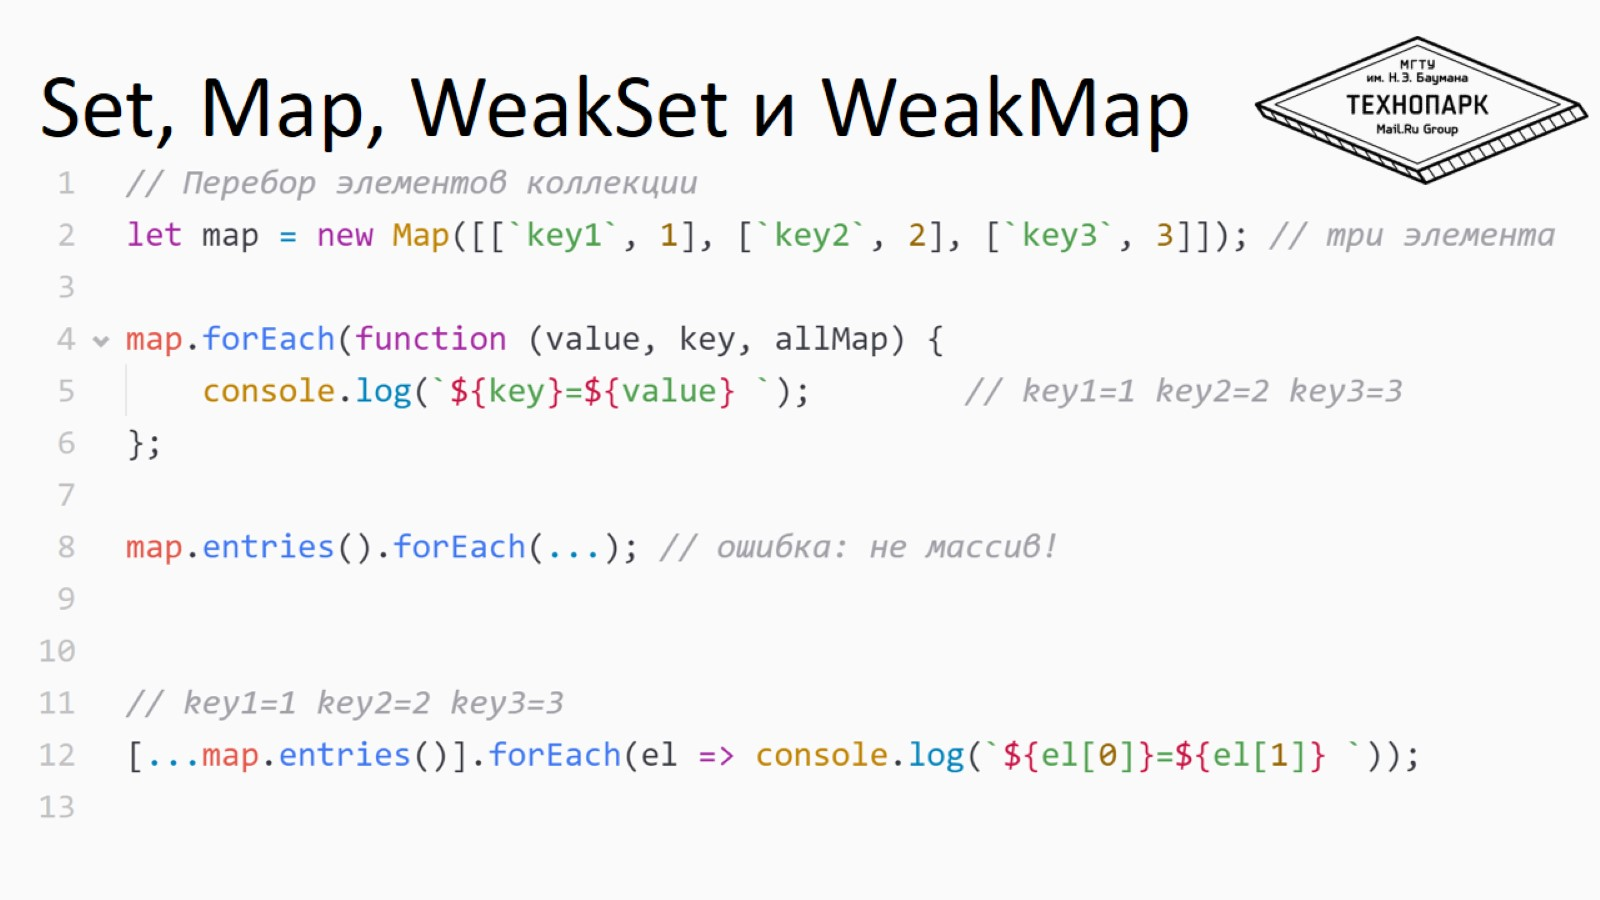 Set, Map, WeakSet и WeakMap
МГТУ
им. Н.Э. Баумана
ТЕХНОПАРК
Mail.Ru Group
1 // Перебор элементов коллекции
2 let map = new Map([[`key1`, 1], [`key2`, 2], [`key3`, 3]]); // три элемента
3
4 map.forEach(function (value, key, allMap) {
5 console.log(`${key}=${value} `); // key1=1 key2=2 key3=3
6 };
7
8 map.entries().forEach(...); // ошибка: не массив!
9
10
11 // key1=1 key2=2 key3=3
12 [...map.entries()].forEach(el => console.log(`${el[0]}=${el[1]} `));
13